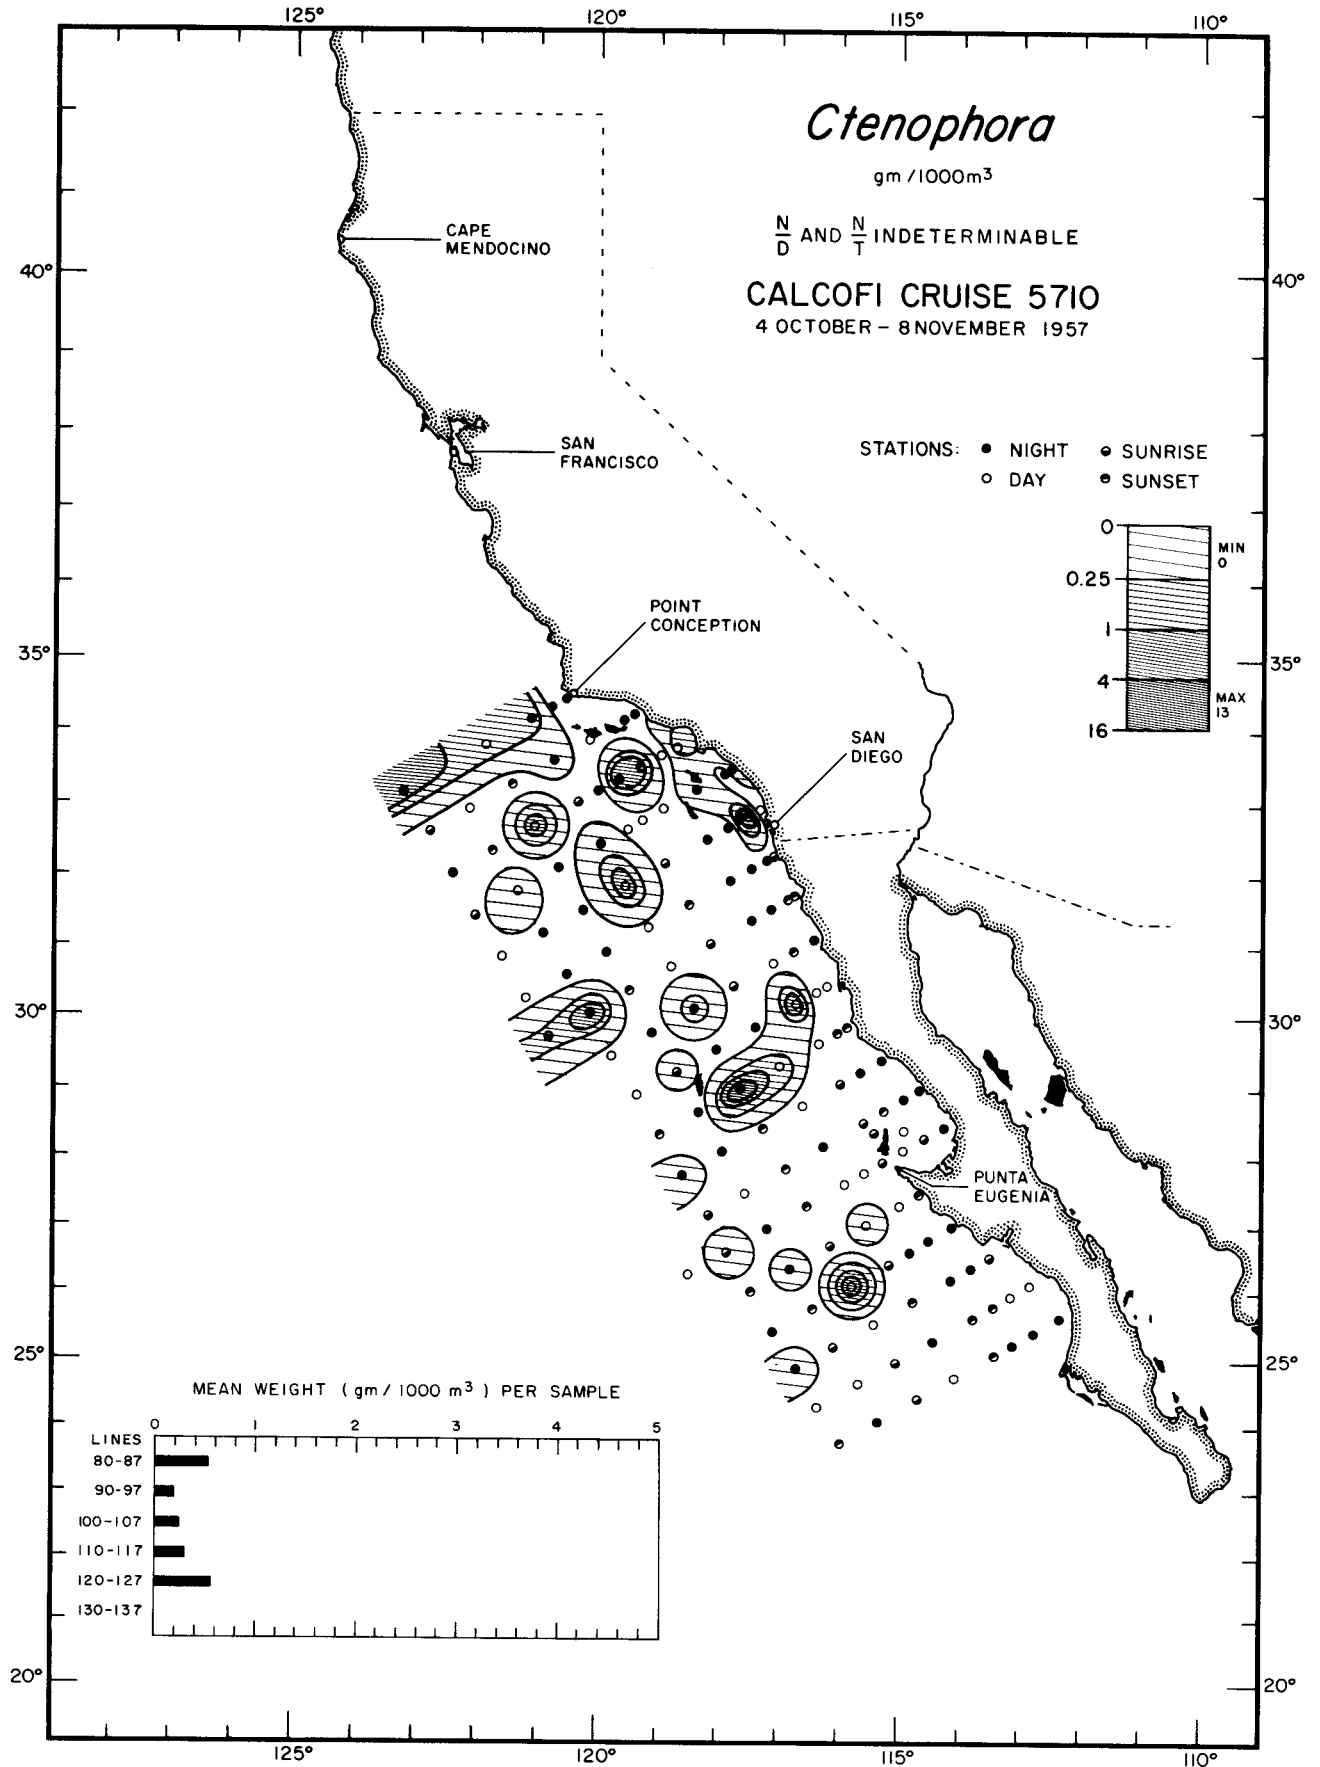 125° 120° 115° 110°
Ctenophora
gm /1000m³
N/D AND N/T INDETERMINABLE
CALCOFI CRUISE 5710
4 OCTOBER – 8 NOVEMBER 1957
CAPE
MENDOCINO
40° 40°
SAN
FRANCISCO
STATIONS: NIGHT SUNRISE
DAY SUNSET
0
MIN
0
0.25
1
4
MAX
13
16
POINT
CONCEPTION
35° 35°
SAN
DIEGO
30° 30°
PUNTA
EUGENIA
25° 25°
MEAN WEIGHT ( gm / 1000 m³ ) PER SAMPLE
0 1 2 3 4 5
LINES
80-87
90-97
100-107
110-117
120-127
130-137
20° 20°
125° 120° 115° 110°